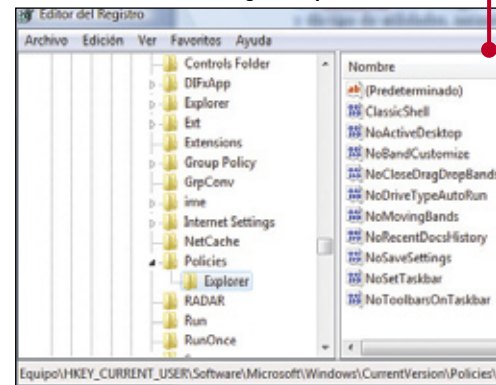 Editor del Registro
Archivo Edición Ver Favoritos Ayuda
Controls Folder
DIFxApp
Explorer
Ext
Extensions
Group Policy
GrpConv
ime
Internet Settings
NetCache
Policies
Explorer
RADAR
Run
RunOnce
Nombre
ab (Predeterminado)
ClassicShell
NoActiveDesktop
NoBandCustomize
NoCloseDragDropBands
NoDriveTypeAutoRun
NoMovingBands
NoRecentDocsHistory
NoSaveSettings
NoSetTaskbar
NoToolbarsOnTaskbar
Equipo\HKEY_CURRENT_USER\Software\Microsoft\Windows\CurrentVersion\Policies\